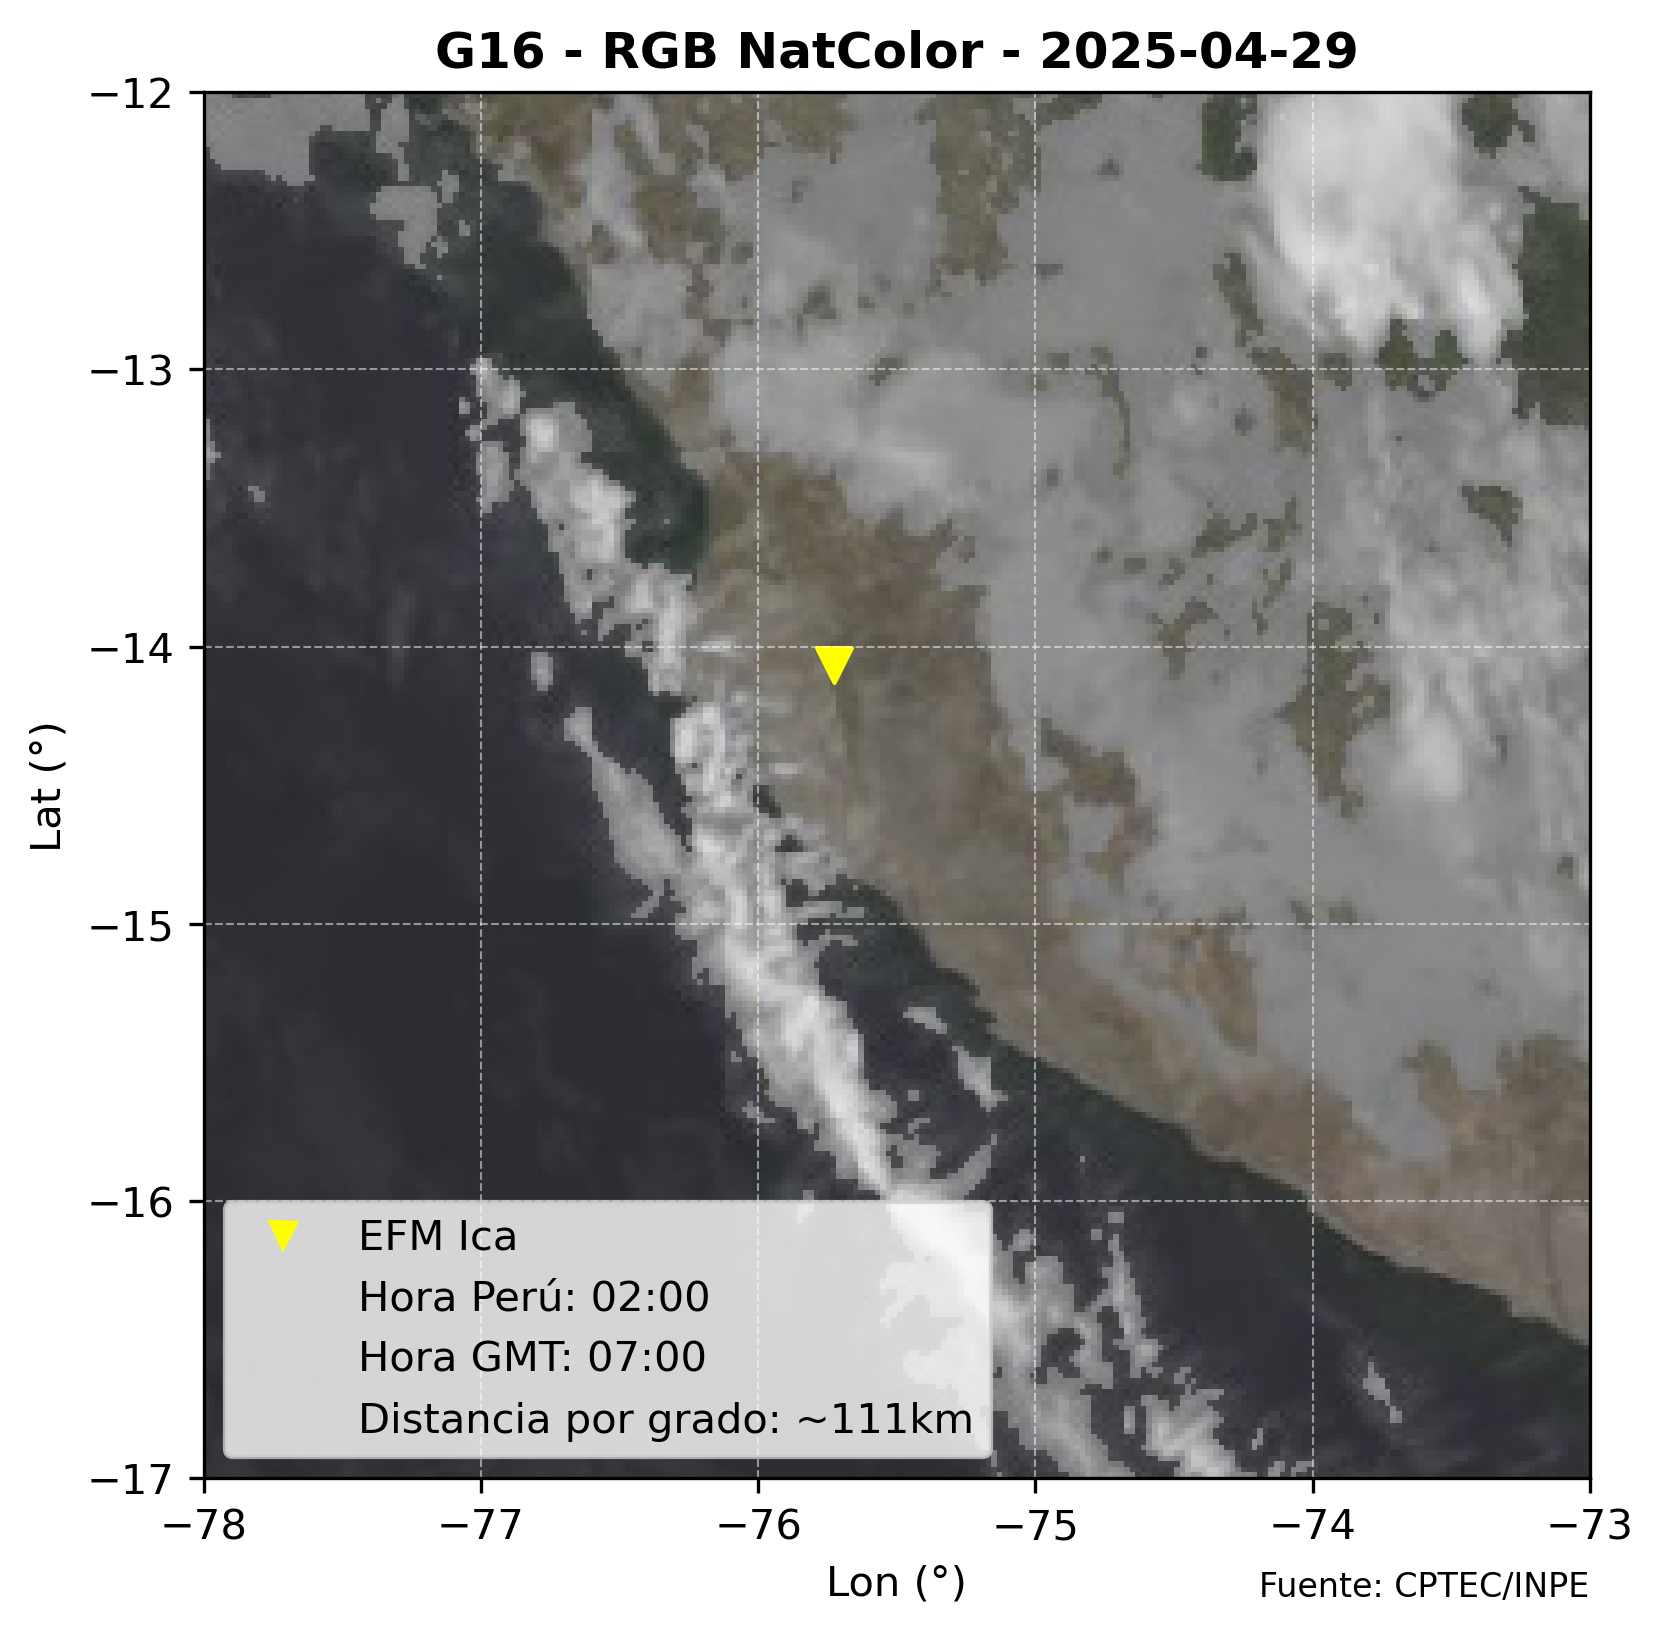 G16 - RGB NatColor - 2025-04-29
−12
−13
−14
−15
−16
−17
Lat (°)
EFM Ica
Hora Perú: 02:00
Hora GMT: 07:00
Distancia por grado: ~111km
−78
−77
−76
−75
−74
−73
Lon (°)
Fuente: CPTEC/INPE